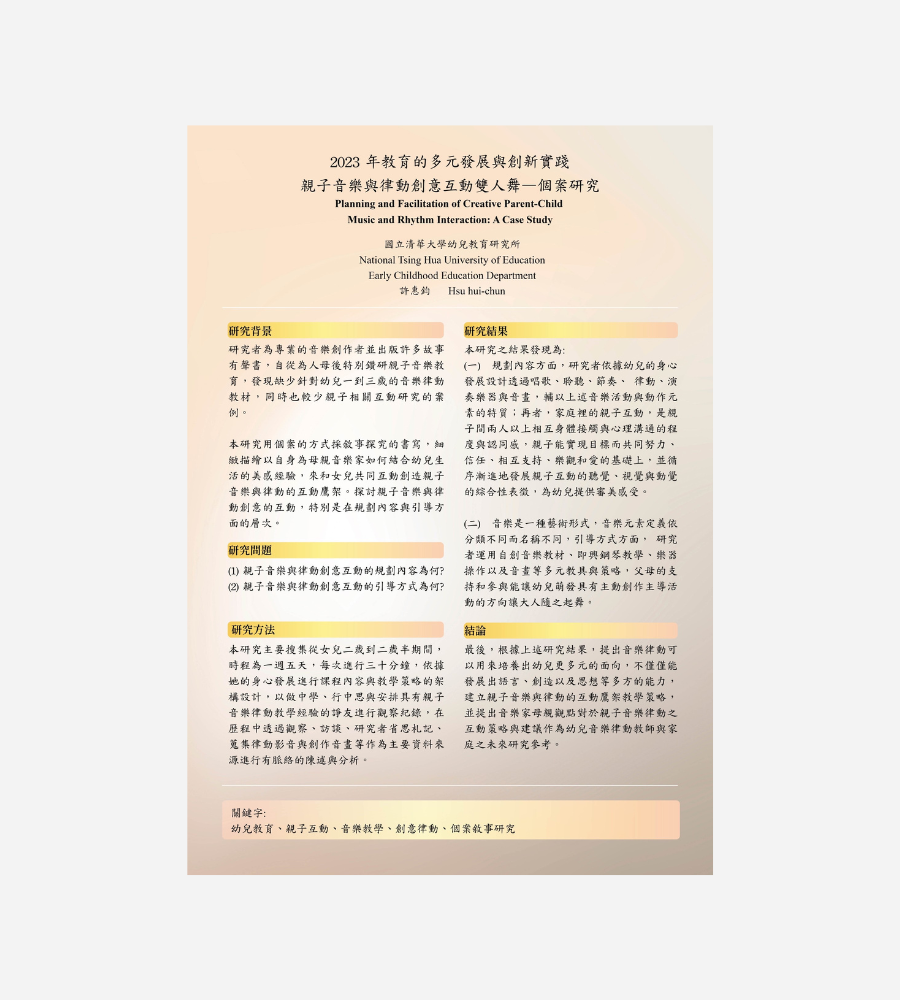 2023 年教育的多元發展與創新實踐
親子音樂與律動創意互動雙人舞—個案研究
Planning and Facilitation of Creative Parent-Child
Music and Rhythm Interaction: A Case Study
國立清華大學幼兒教育研究所
National Tsing Hua University of Education
Early Childhood Education Department
許惠鈞 Hsu hui-chun
研究背景
研究者為專業的音樂創作者並出版許多故事
有聲書，自從為人母後特別鑽研親子音樂教
育，發現缺少針對幼兒一到三歲的音樂律動
教材，同時也較少親子相關互動研究的案
例。
本研究用個案的方式採敘事探究的書寫，細
緻描繪以自身為母親音樂家如何結合幼兒生
活的美感經驗，來和女兒共同互動創造親子
音樂與律動的互動鷹架。探討親子音樂與律
動創意的互動，特別是在規劃內容與引導方
面的層次。
研究問題
(1) 親子音樂與律動創意互動的規劃內容為何?
(2) 親子音樂與律動創意互動的引導方式為何?
研究方法
研究主要搜集從女兒二歲到二歲半期間，
時程為一週五天，每次進行三十分鐘，依據
她的身心發展進行課程內容與教學策略的架
構設計，以做中學、行中思與安排具有親子
音樂律動教學經驗的諍友進行觀察紀錄，在
歷程中透過觀察、訪談、研究者省思札記、
蒐集律動影音與創作音畫等作為主要資料來
源進行有脈絡的陳述與分析。
研究結果
本研究之結果發現為:
(一) 規劃內容方面，研究者依據幼兒的身心
發展設計透過唱歌、聆聽、節奏、 律動、演
奏樂器與音畫，輔以上述音樂活動與動作元
素的特質；再者，家庭裡的親子互動，是親
子間兩人以上相互身體接觸與心理溝通的程
度與認同感，親子能實現目標而共同努力、
信任、相互支持、樂觀和愛的基礎上，並循
序漸進地發展親子互動的聽覺、視覺與動覺
的綜合性表徵，為幼兒提供審美感受。
(二) 音樂是一種藝術形式，音樂元素定義依
分類不同而名稱不同，引導方式方面， 研究
者運用自創音樂教材、即興鋼琴教學、樂器
操作以及音畫等多元教具與策略，父母的支
持和參與能讓幼兒萌發具有主動創作主導活
動的方向讓大人隨之起舞。
結論
最後，根據上述研究結果，提出音樂律動可
以用來培養出幼兒更多元的面向，不僅僅能
發展出語言、創造以及思想等多方的能力，
建立親子音樂與律動的互動鷹架教學策略，
並提出音樂家母親觀點對於親子音樂律動之
互動策略與建議作為幼兒音樂律動教師與家
庭之未來研究參考。
關鍵字:
幼兒教育、親子互動、音樂教學、創意律動、個案敘事研究